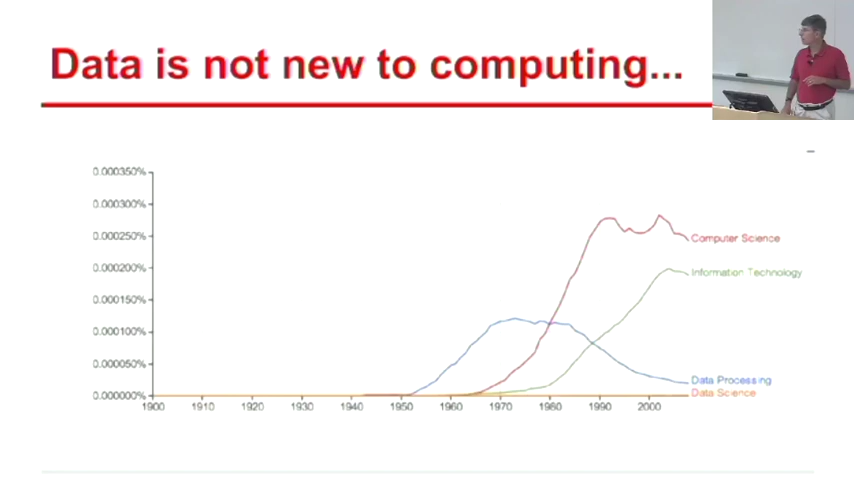 Data is not new to computing...
0.000350%
0.000300%
0.000250%
0.000200%
0.000150%
0.000100%
0.000050%
0.000000%
Computer Science
Information Technology
Data Processing
Data Science
1900 1910 1920 1930 1940 1950 1960 1970 1980 1990 2000